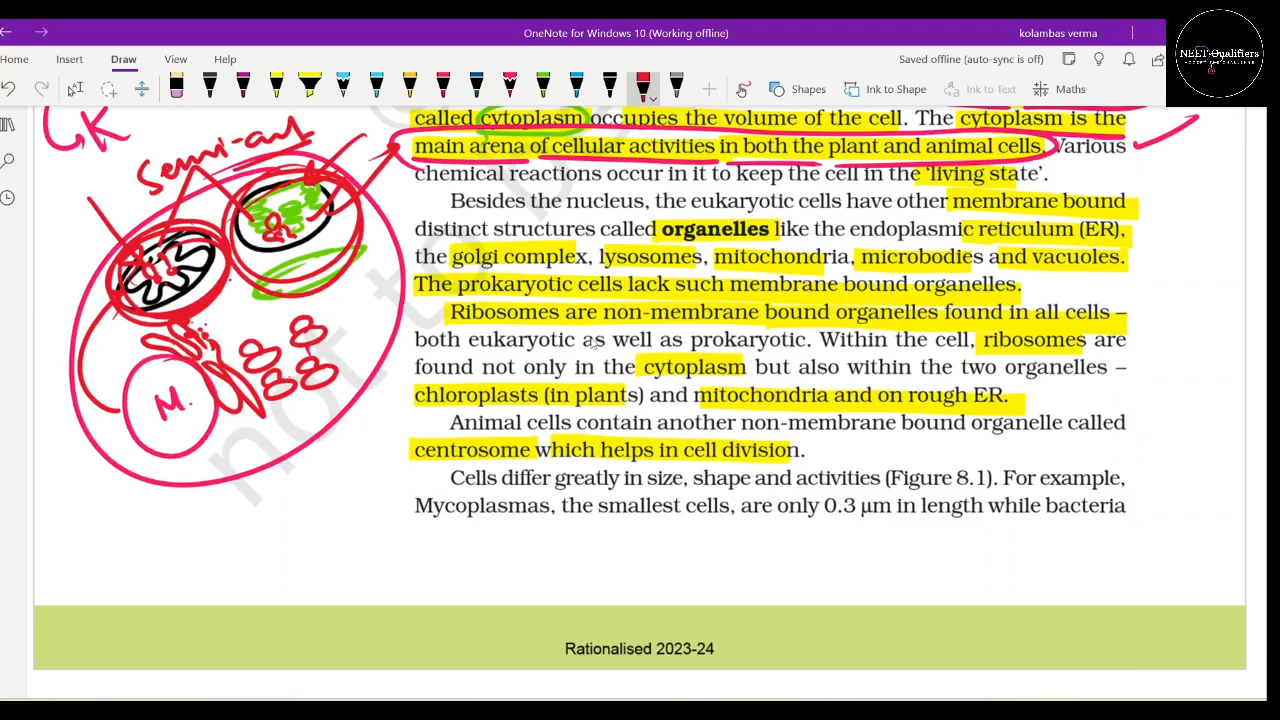 OneNote for Windows 10 (Working offline)
kolambas verma
NEET Qualifiers
Home Insert Draw View Help
Saved offline (auto-sync is off)
Shapes Ink to Shape Ink to Text Maths
K
Semi-aut
M.
called cytoplasm occupies the volume of the cell. The cytoplasm is the
main arena of cellular activities in both the plant and animal cells. Various
chemical reactions occur in it to keep the cell in the 'living state'.
Besides the nucleus, the eukaryotic cells have other membrane bound
distinct structures called organelles like the endoplasmic reticulum (ER),
the golgi complex, lysosomes, mitochondria, microbodies and vacuoles.
The prokaryotic cells lack such membrane bound organelles.
Ribosomes are non-membrane bound organelles found in all cells –
both eukaryotic as well as prokaryotic. Within the cell, ribosomes are
found not only in the cytoplasm but also within the two organelles –
chloroplasts (in plants) and mitochondria and on rough ER.
Animal cells contain another non-membrane bound organelle called
centrosome which helps in cell division.
Cells differ greatly in size, shape and activities (Figure 8.1). For example,
Mycoplasmas, the smallest cells, are only 0.3 µm in length while bacteria
not to
Rationalised 2023-24